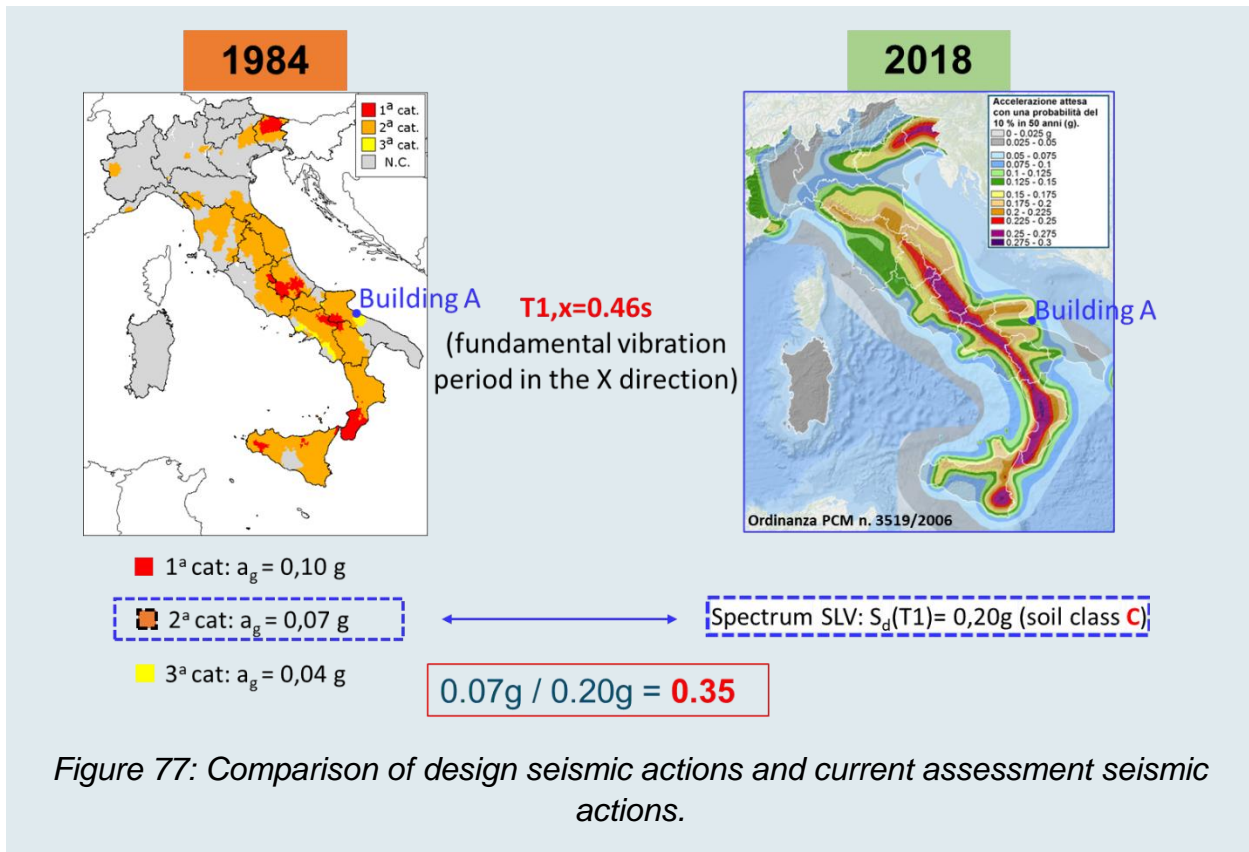 1984
2018
1ª cat.
2ª cat.
3ª cat.
N.C.
Building A
T1,x=0.46s
(fundamental vibration
period in the X direction)
Accelerazione attesa
con una probabilità del
10 % in 50 anni (g).
0 - 0.025 g
0.025 - 0.05
0.05 - 0.075
0.075 - 0.1
0.1 - 0.125
0.125 - 0.15
0.15 - 0.175
0.175 - 0.2
0.2 - 0.225
0.225 - 0.25
0.25 - 0.275
0.275 - 0.3
Building A
Ordinanza PCM n. 3519/2006
1ª cat: ag = 0,10 g
2ª cat: ag = 0,07 g
3ª cat: ag = 0,04 g
Spectrum SLV: Sd(T1)= 0,20g (soil class C)
0.07g / 0.20g = 0.35
Figure 77: Comparison of design seismic actions and current assessment seismic
actions.